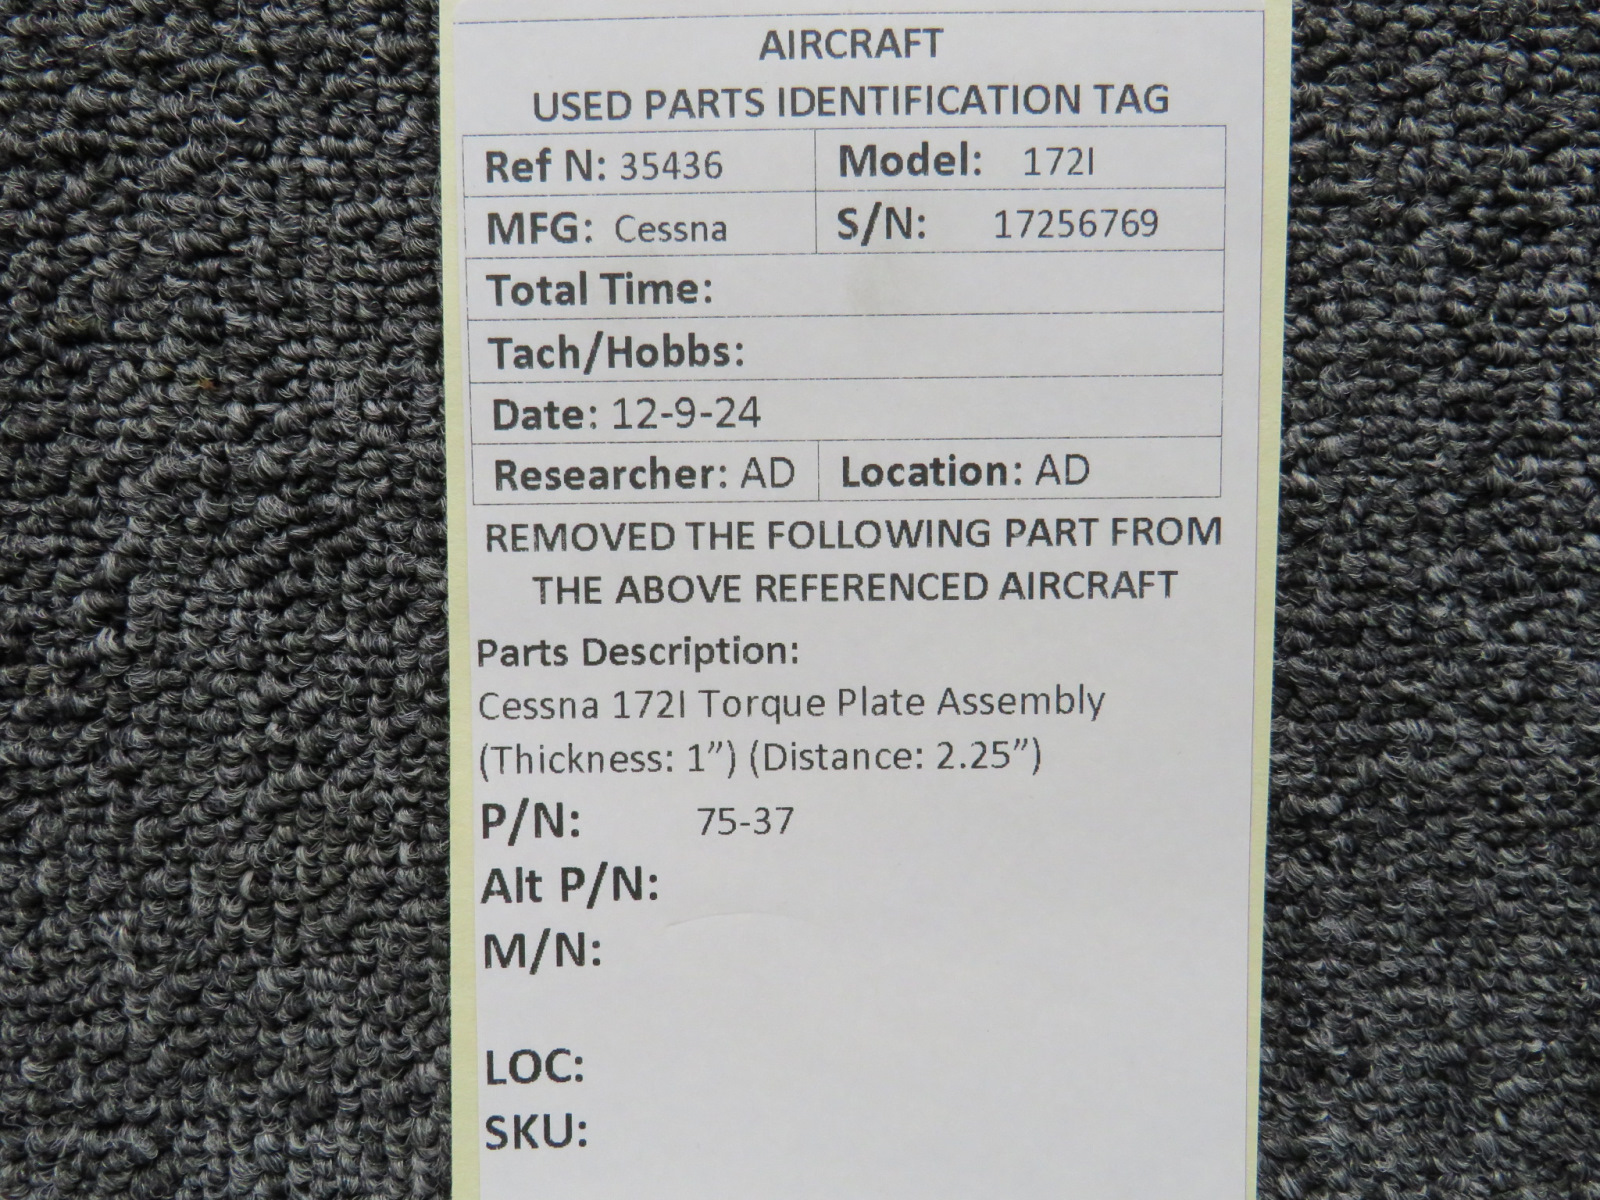 AIRCRAFT
USED PARTS IDENTIFICATION TAG
Ref N: 35436 Model: 172I
MFG: Cessna S/N: 17256769
Total Time:
Tach/Hobbs:
Date: 12-9-24
Researcher: AD Location: AD
REMOVED THE FOLLOWING PART FROM
THE ABOVE REFERENCED AIRCRAFT
Parts Description:
Cessna 172I Torque Plate Assembly
(Thickness: 1”) (Distance: 2.25”)
P/N: 75-37
Alt P/N:
M/N:
LOC:
SKU: